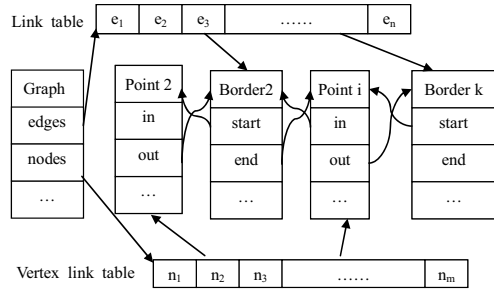 Link table e1 e2 e3 …… en
Graph
edges
nodes
…
Point 2
in
out
…
Border2
start
end
…
Point i
in
out
…
Border k
start
end
…
Vertex link table n1 n2 n3 …… nm